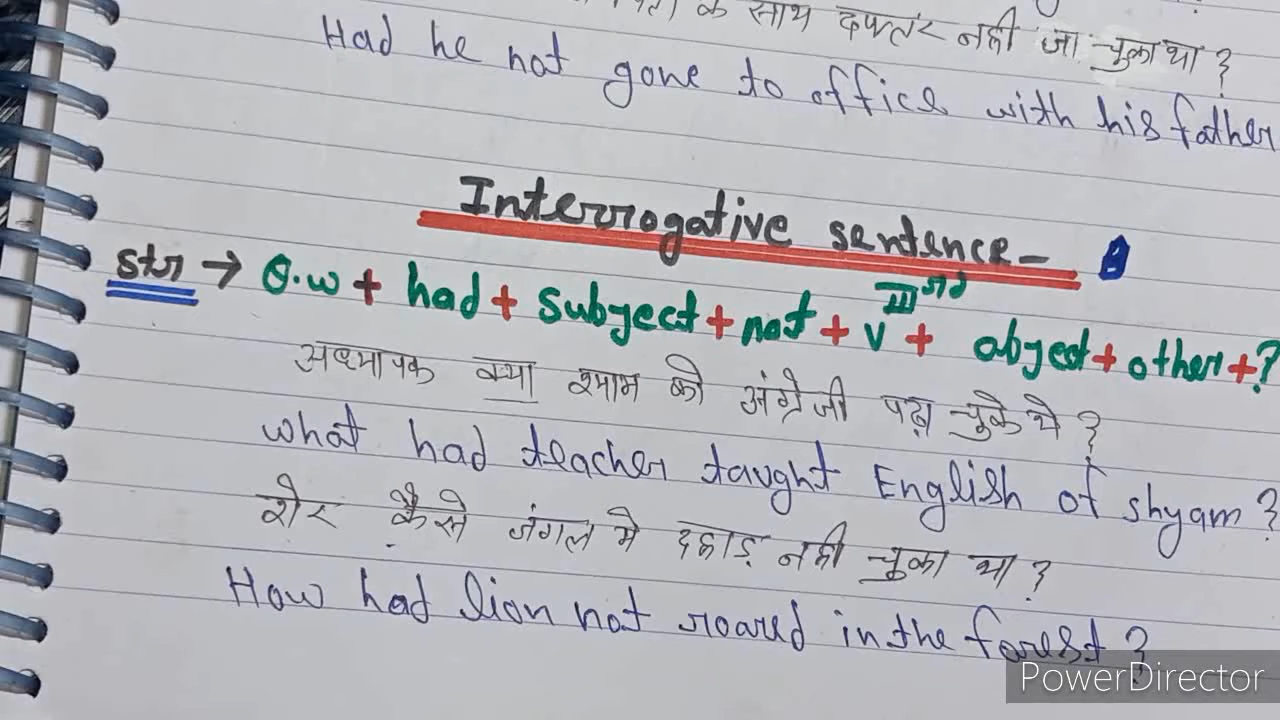 के साथ दफ्तर नही जा चुका था ?
Had he not gone to office with his father
Interrogative sentence-
Str → Q.w + had + subject + not + V IIIrd + object + other + ?
अध्यापक क्या श्याम को अंग्रेजी पढ़ा चुके थे ?
what had teacher taught English of shyam ?
शेर कैसे जंगल मे दहाड़ नही चुका था ?
How had lion not roared in the forest ?
PowerDirector